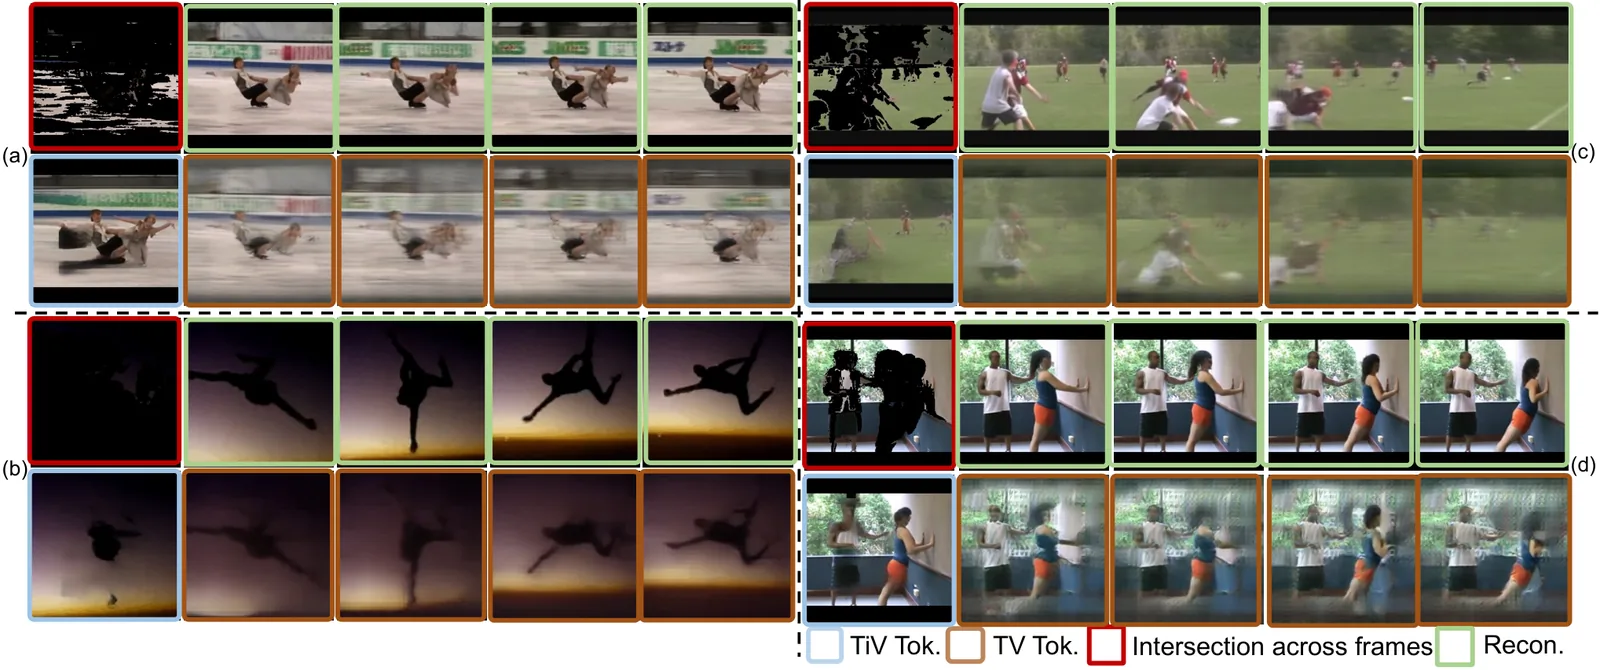 (a)
(c)
(b)
(d)
TiV Tok. TV Tok. Intersection across frames Recon.